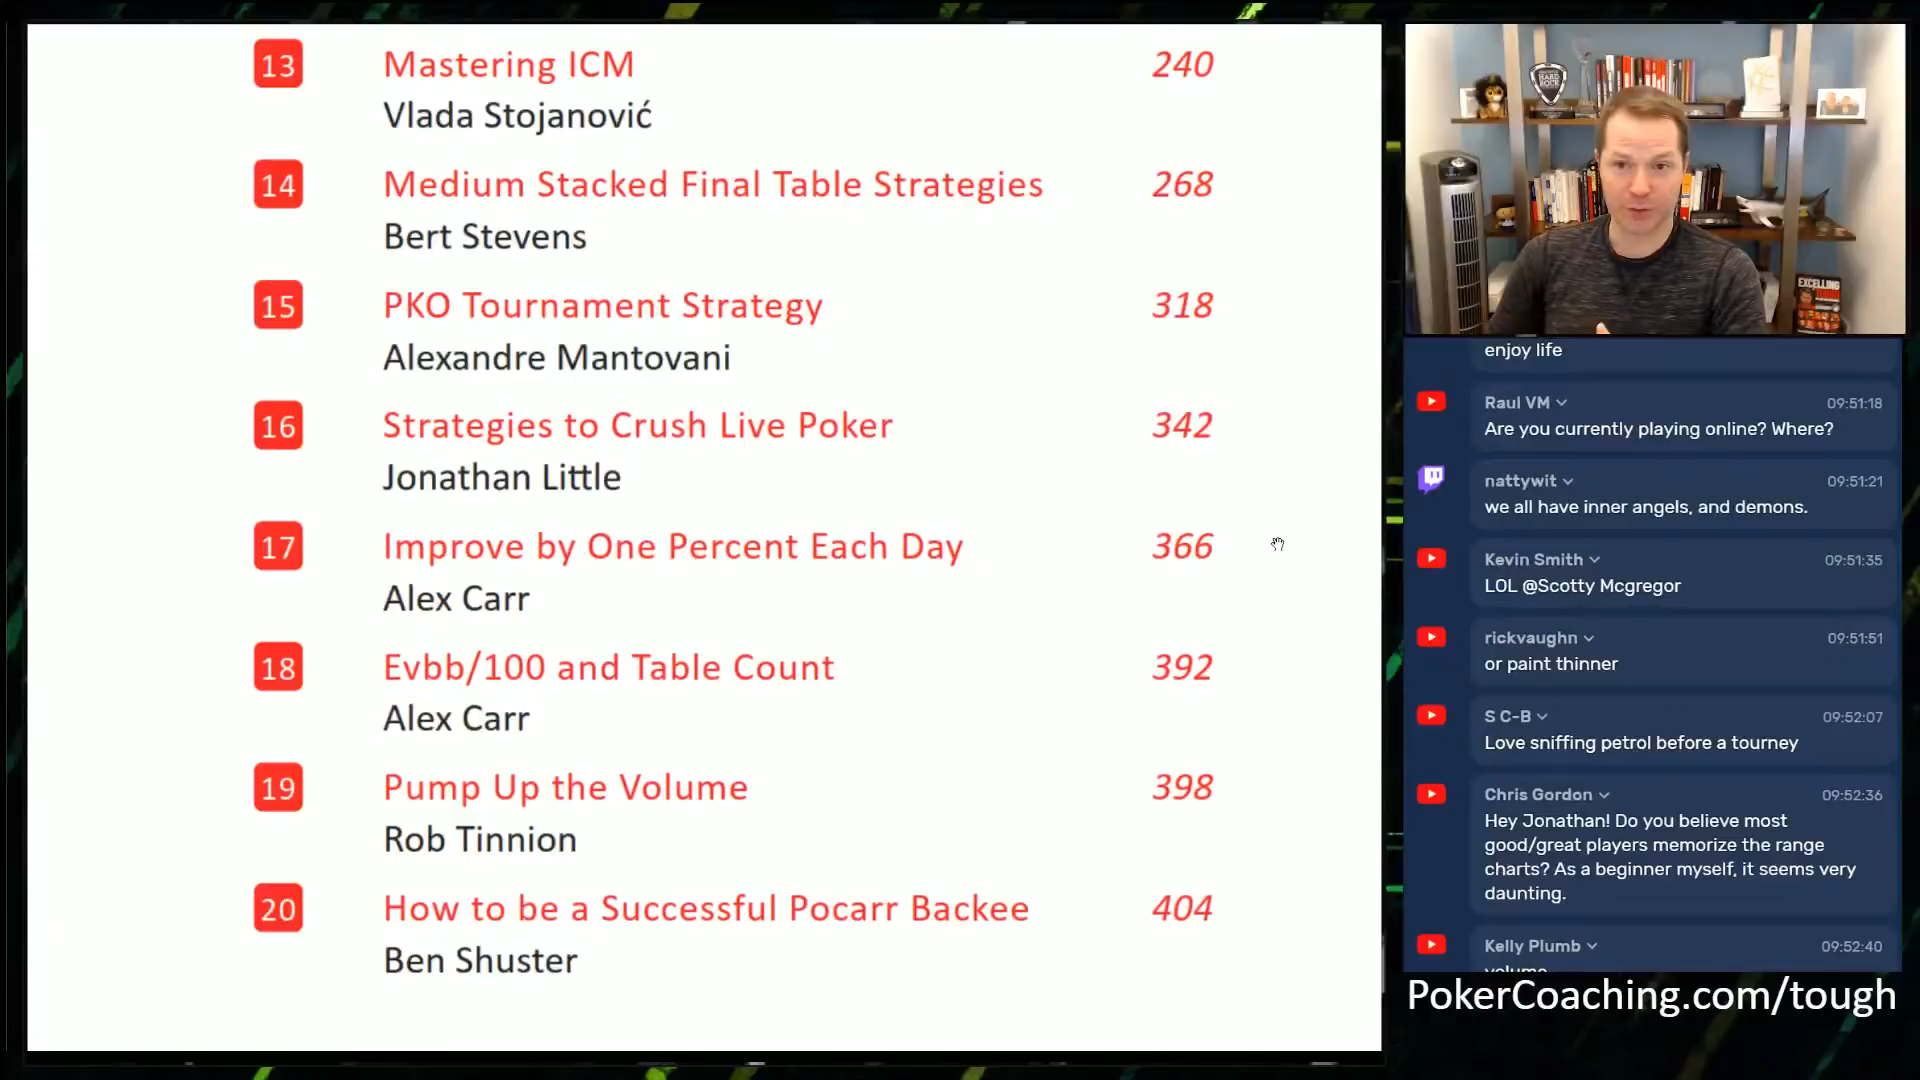 13 Mastering ICM 240
Vlada Stojanović
14 Medium Stacked Final Table Strategies 268
Bert Stevens
15 PKO Tournament Strategy 318
Alexandre Mantovani
16 Strategies to Crush Live Poker 342
Jonathan Little
17 Improve by One Percent Each Day 366
Alex Carr
18 Evbb/100 and Table Count 392
Alex Carr
19 Pump Up the Volume 398
Rob Tinnion
20 How to be a Successful Pocarr Backee 404
Ben Shuster
HARD ROCK
EXCELLING
enjoy life
Raul VM 09:51:18
Are you currently playing online? Where?
nattywit 09:51:21
we all have inner angels, and demons.
Kevin Smith 09:51:35
LOL @Scotty Mcgregor
rickvaughn 09:51:51
or paint thinner
S C-B 09:52:07
Love sniffing petrol before a tourney
Chris Gordon 09:52:36
Hey Jonathan! Do you believe most
good/great players memorize the range
charts? As a beginner myself, it seems very
daunting.
Kelly Plumb 09:52:40
volume
PokerCoaching.com/tough